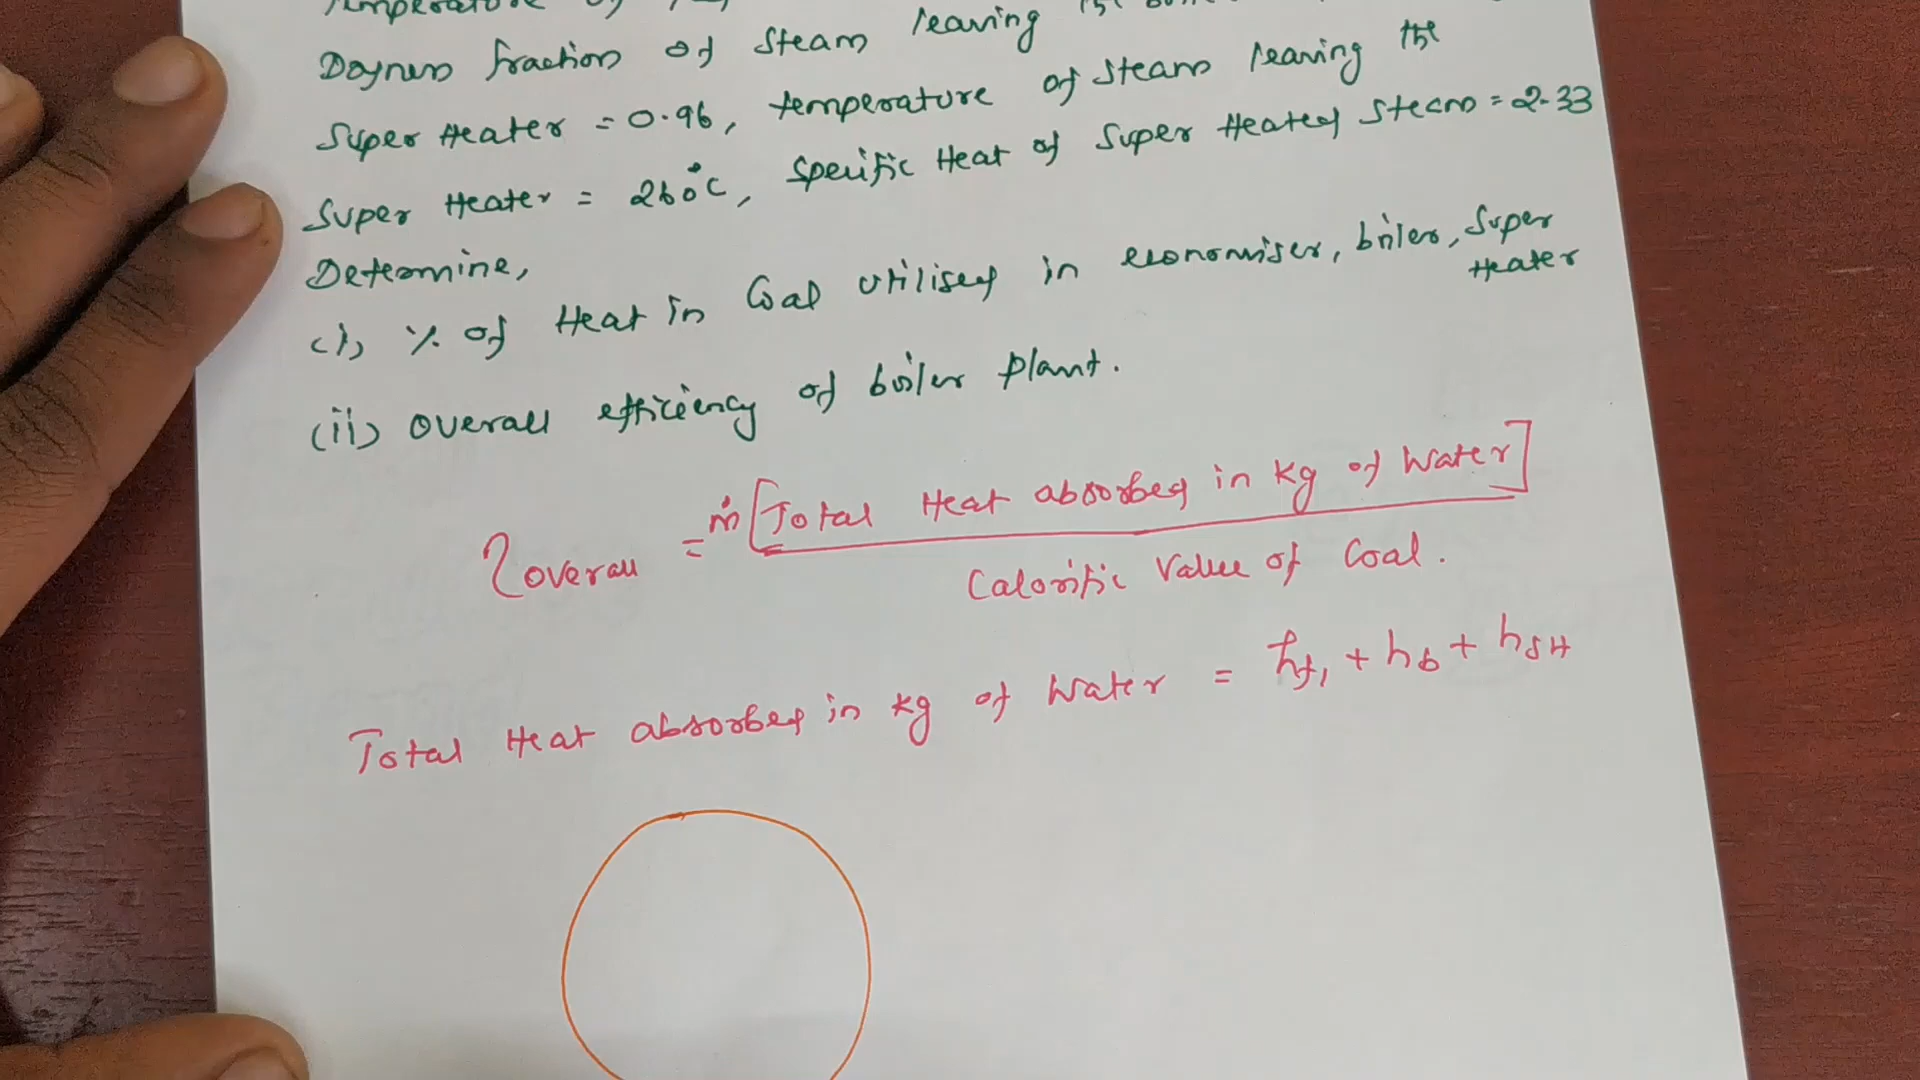 Dryness fraction of steam leaving the
Super Heater = 0.96, temperature of steam leaving the
Super Heater = 260°C, Specific Heat of Super Heated Steam = 2.33
Determine,
(i), % of Heat in Coal utilised in economiser, boiler, Super Heater
(ii) overall efficiency of boiler plant.
η overall = ṁ [Total Heat absorbed in kg of Water]
Calorific Value of Coal.
Total Heat absorbed in kg of Water = hf1 + hb + hSH